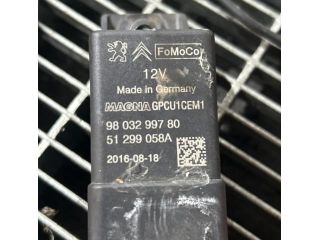 FoMoCo
12V
Made in Germany
MAGNA GPCU1CEM1
98 032 997 80
51 299 058A
2016-08-18